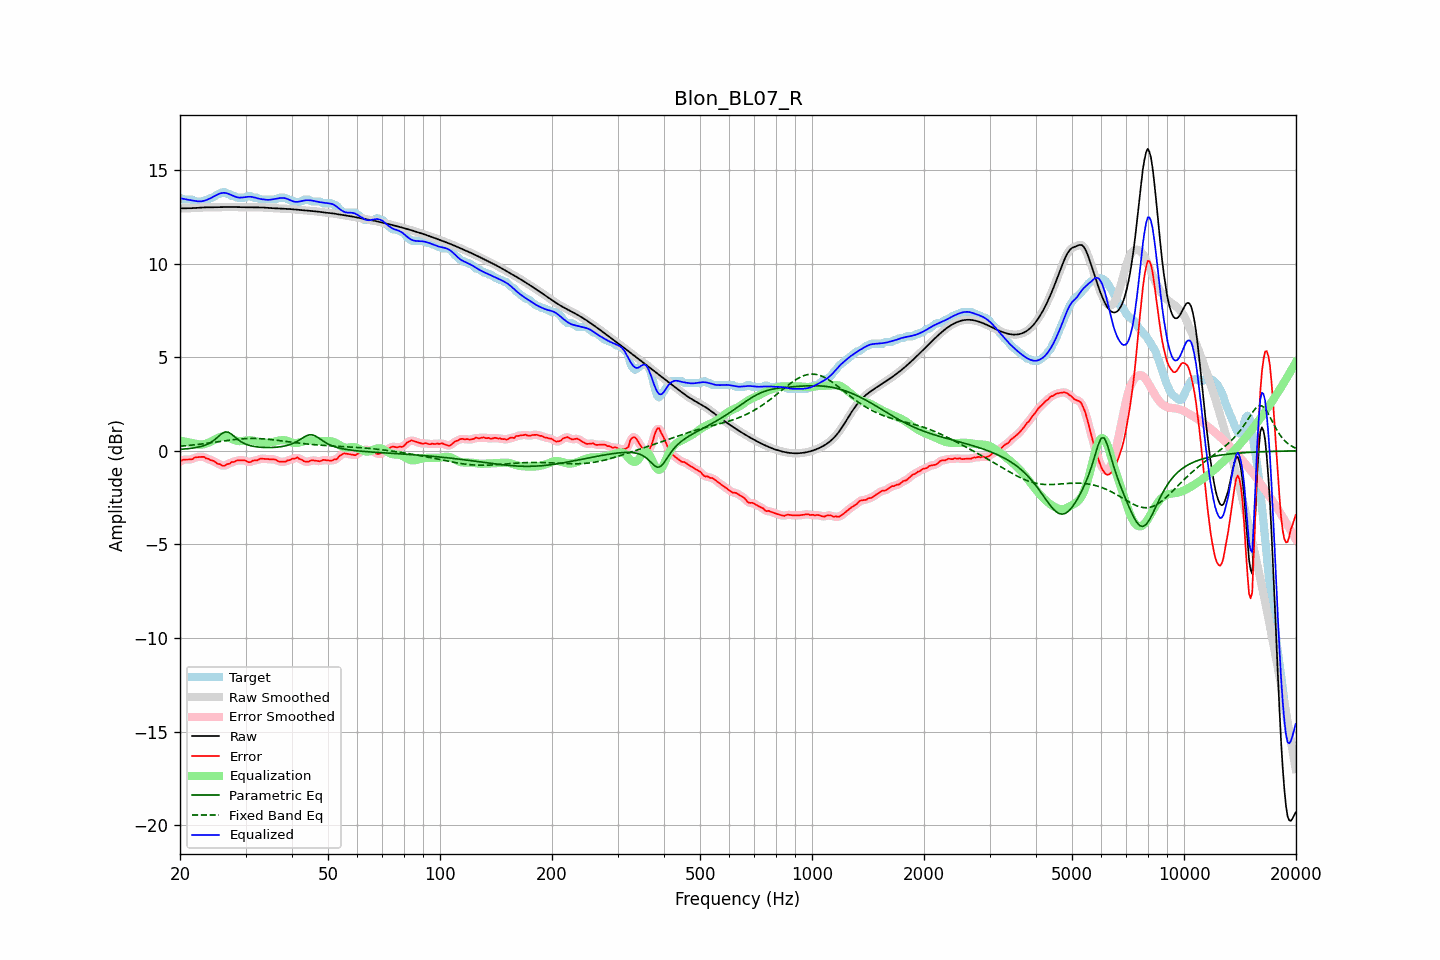 Blon_BL07_R
Amplitude (dBr)
15
10
5
0
−5
−10
−15
−20
Target
Raw Smoothed
Error Smoothed
Raw
Error
Equalization
Parametric Eq
Fixed Band Eq
Equalized
20
50
100
200
500
1000
2000
5000
10000
20000
Frequency (Hz)